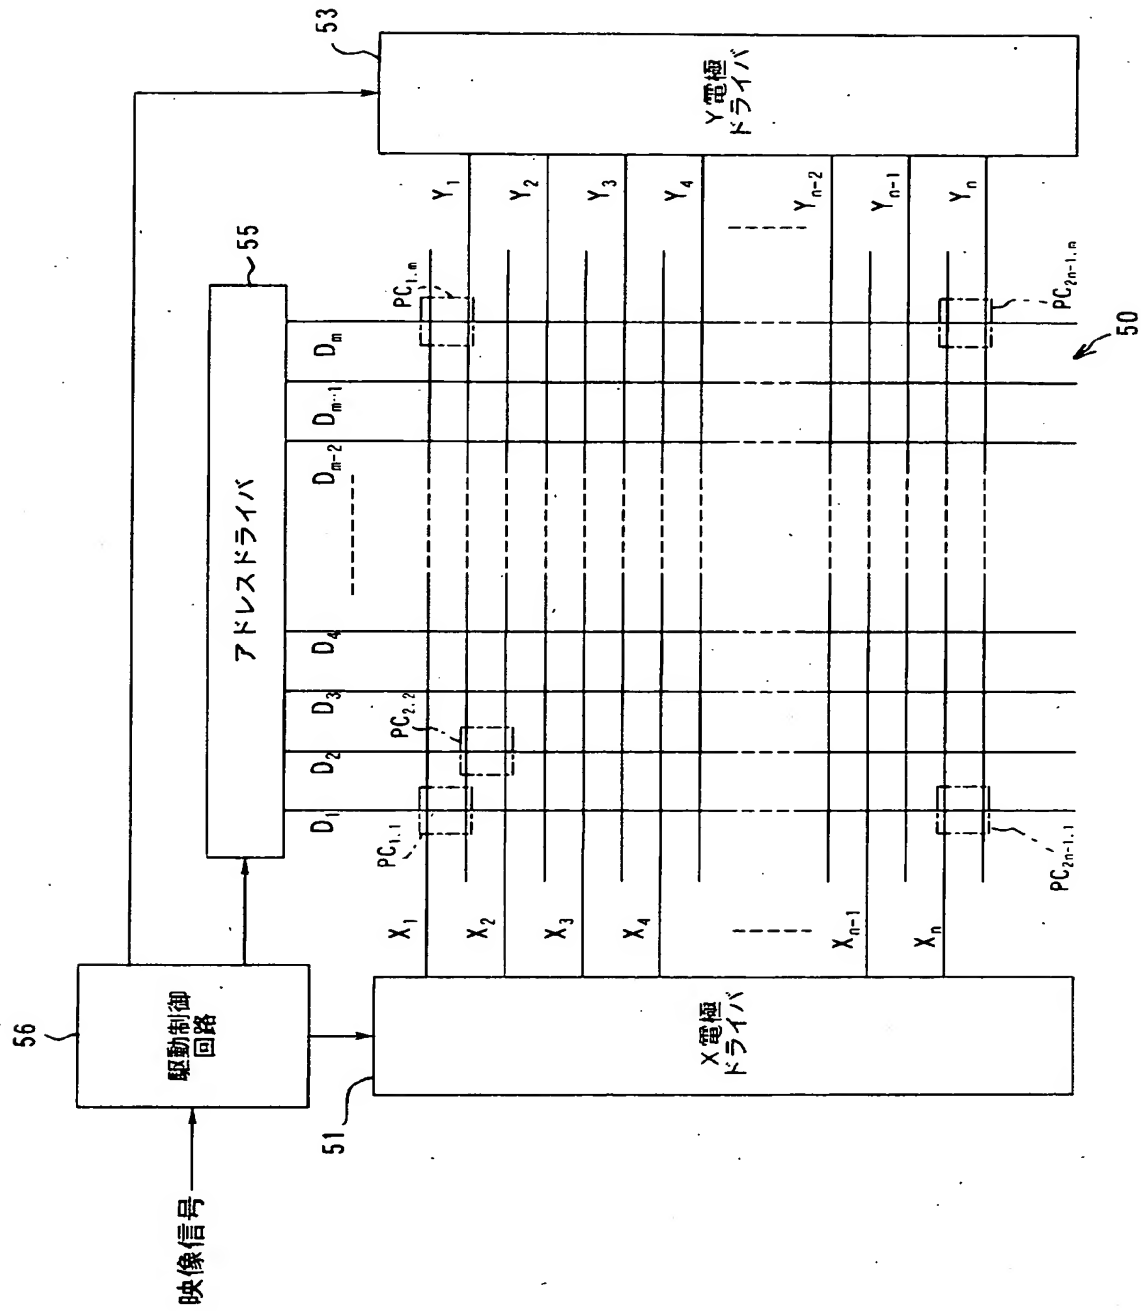 映像信号
56
駆動制御
回路
アドレスドライバ
55
51
X電極
ドライバ
53
Y電極
ドライバ
D₁
D₂
D₃
D₄
Dₘ₋₂
Dₘ₋₁
Dₘ
X₁
X₂
X₃
X₄
Xₙ₋₁
Xₙ
Y₁
Y₂
Y₃
Y₄
Yₙ₋₂
Yₙ₋₁
Yₙ
PC₁.₁
PC₂.₂
PC₁.ₘ
PC₂ₙ₋₁.₁
PC₂ₙ₋₁.ₘ
50